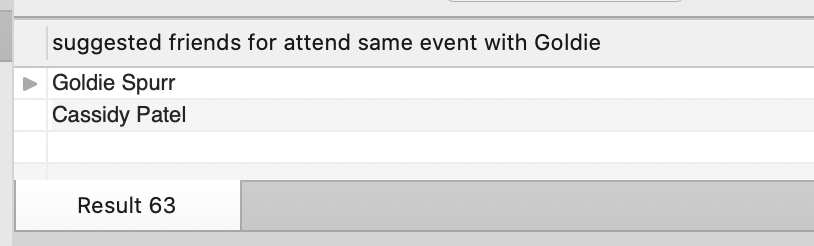 suggested friends for attend same event with Goldie
Goldie Spurr
Cassidy Patel
Result 63